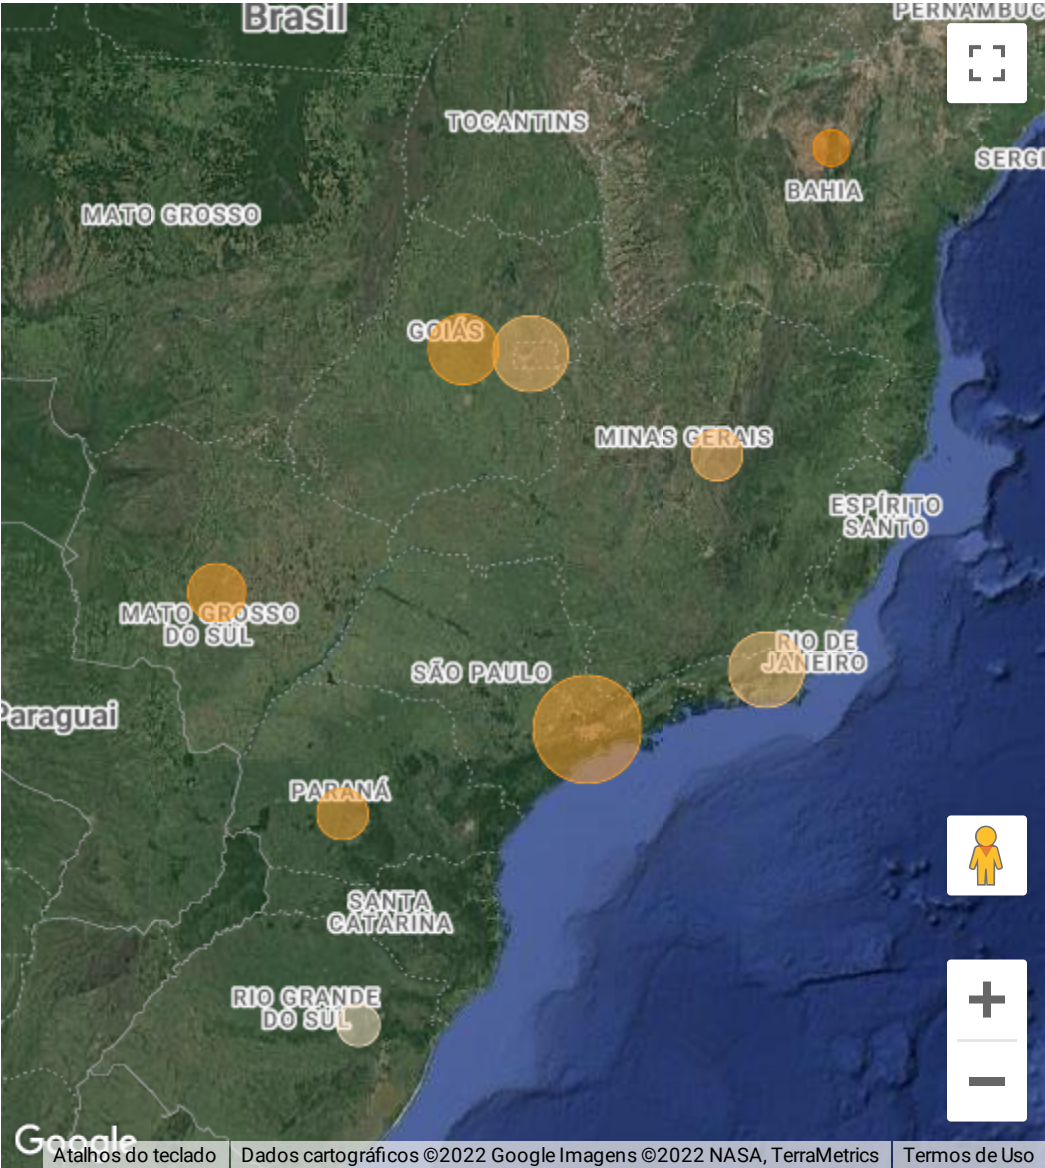 Brasil
PERNAMBUC
TOCANTINS
SERGI
BAHIA
MATO GROSSO
GOIÁS
MINAS GERAIS
ESPÍRITO
SANTO
MATO GROSSO
DO SUL
RIO DE
JANEIRO
SÃO PAULO
Paraguai
PARANÁ
SANTA
CATARINA
RIO GRANDE
DO SUL
Google
Atalhos do teclado
Dados cartográficos ©2022 Google Imagens ©2022 NASA, TerraMetrics
Termos de Uso